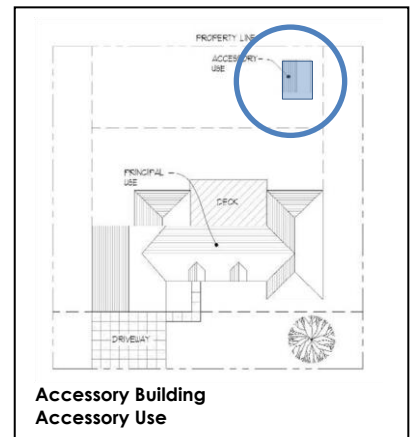 PROPERTY LINE
ACCESSORY
USE
PRINCIPAL
USE
DECK
DRIVEWAY
Accessory Building
Accessory Use